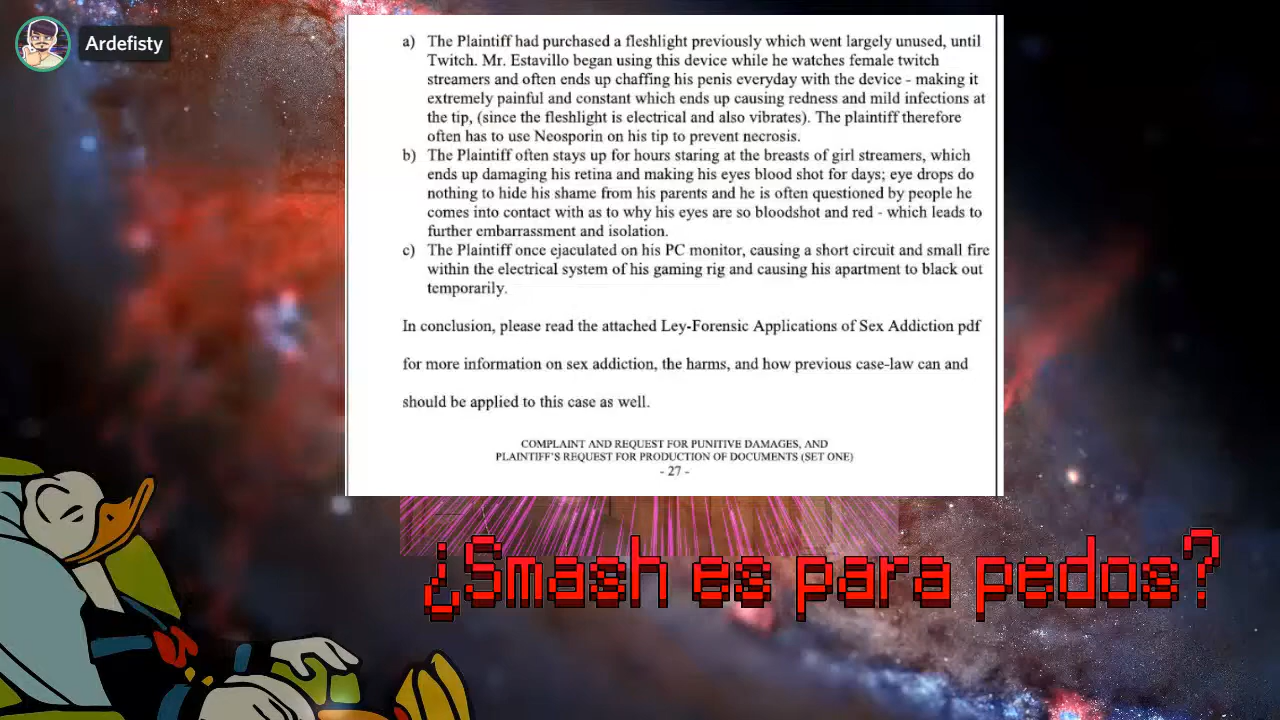 Ardefisty
a) The Plaintiff had purchased a fleshlight previously which went largely unused, until
Twitch. Mr. Estavillo began using this device while he watches female twitch
streamers and often ends up chaffing his penis everyday with the device - making it
extremely painful and constant which ends up causing redness and mild infections at
the tip, (since the fleshlight is electrical and also vibrates). The plaintiff therefore
often has to use Neosporin on his tip to prevent necrosis.
b) The Plaintiff often stays up for hours staring at the breasts of girl streamers, which
ends up damaging his retina and making his eyes blood shot for days; eye drops do
nothing to hide his shame from his parents and he is often questioned by people he
comes into contact with as to why his eyes are so bloodshot and red - which leads to
further embarrassment and isolation.
c) The Plaintiff once ejaculated on his PC monitor, causing a short circuit and small fire
within the electrical system of his gaming rig and causing his apartment to black out
temporarily.
In conclusion, please read the attached Ley-Forensic Applications of Sex Addiction pdf
for more information on sex addiction, the harms, and how previous case-law can and
should be applied to this case as well.
COMPLAINT AND REQUEST FOR PUNITIVE DAMAGES, AND
PLAINTIFF'S REQUEST FOR PRODUCTION OF DOCUMENTS (SET ONE)
- 27 -
¿Smash es para pedos?